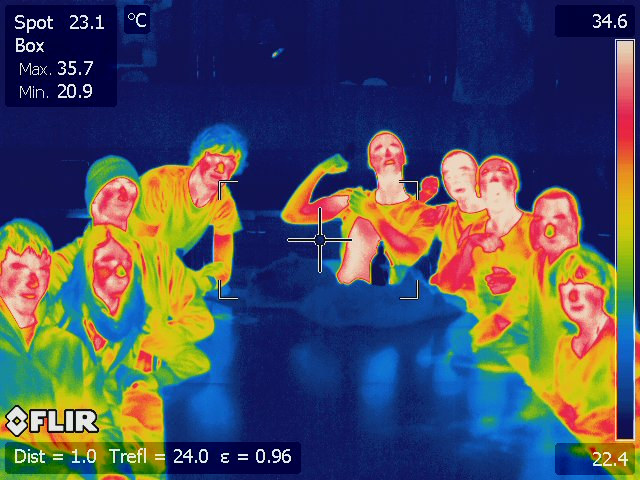 Spot 23.1 °C
Box
Max. 35.7
Min. 20.9
34.6
FLIR
Dist = 1.0 Trefl = 24.0 ε = 0.96
22.4